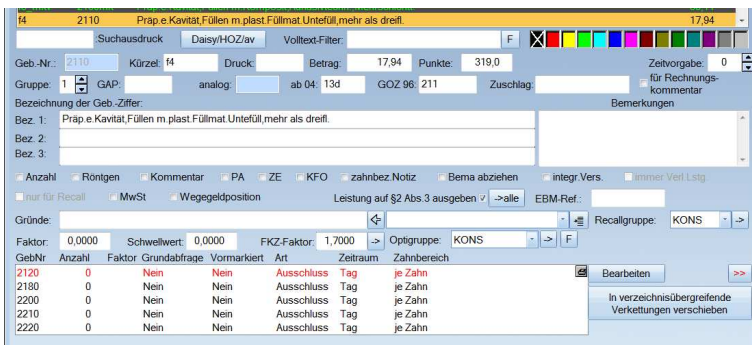 f4 2110 Präp.e.Kavität,Füllen m.plast.Füllmat.Untefüll,mehr als dreifl. 17,94
:Suchausdruck Daisy/HOZ/av Volltext-Filter: F
Geb.-Nr.: 2110 Kürzel: f4 Druck: Betrag: 17,94 Punkte: 319,0 Zeitvorgabe: 0
Gruppe: 1 GAP: analog: ab 04: 13d GOZ 96: 211 Zuschlag: für Rechnungs-
kommentar
Bezeichnung der Geb.-Ziffer: Bemerkungen
Bez. 1: Präp.e.Kavität,Füllen m.plast.Füllmat.Untefüll,mehr als dreifl.
Bez. 2:
Bez. 3:
Anzahl Röntgen Kommentar PA ZE KFO zahnbez.Notiz Bema abziehen integr.Vers. immer Verl Lstg
nur für Recall MwSt Wegegeldposition Leistung auf §2 Abs.3 ausgeben ->alle EBM-Ref.:
Gründe: Recallgruppe: KONS ->
Faktor: 0,0000 Schwellwert: 0,0000 FKZ-Faktor: 1,7000 -> Optigruppe: KONS -> F
GebNr Anzahl Faktor Grundabfrage Vormarkiert Art Zeitraum Zahnbereich
2120 0 Nein Nein Ausschluss Tag je Zahn Bearbeiten >>
2180 0 Nein Nein Ausschluss Tag je Zahn
2200 0 Nein Nein Ausschluss Tag je Zahn In verzeichnisübergreifende
2210 0 Nein Nein Ausschluss Tag je Zahn Verkettungen verschieben
2220 0 Nein Nein Ausschluss Tag je Zahn